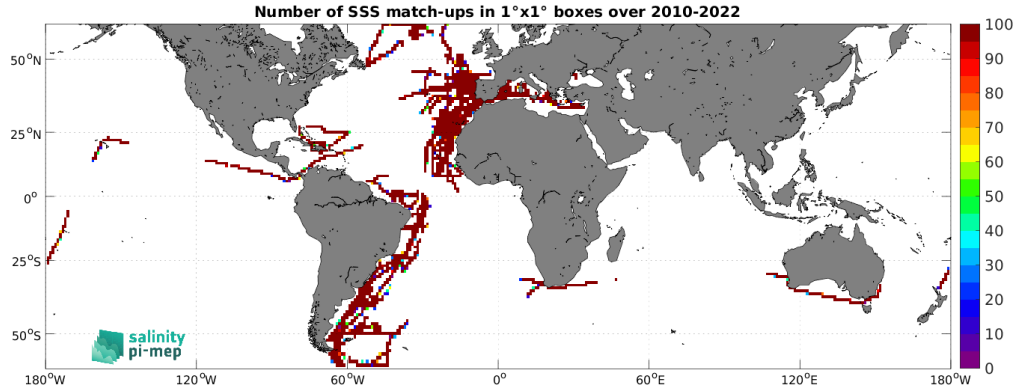 Number of SSS match-ups in 1°x1° boxes over 2010-2022
50°N
25°N
0°
25°S
50°S
180°W
120°W
60°W
0°
60°E
120°E
180°W
100
90
80
70
60
50
40
30
20
10
0
salinity
pi-mep